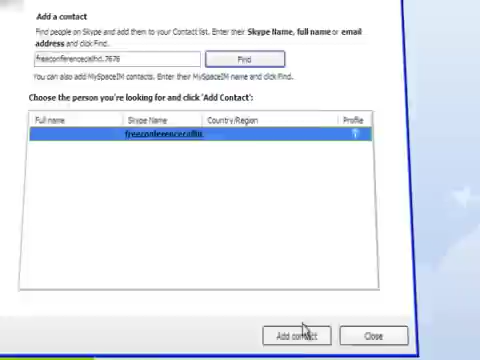 Add a contact
Find people on Skype and add them to your Contact list. Enter their Skype Name, full name or email
address and click Find.
freeconferencecallhd.7676
Find
You can also add MySpaceIM contacts. Enter their MySpaceIM name and click Find.
Choose the person you're looking for and click 'Add Contact':
Full name Skype Name Country/Region Profile
Add contact Close